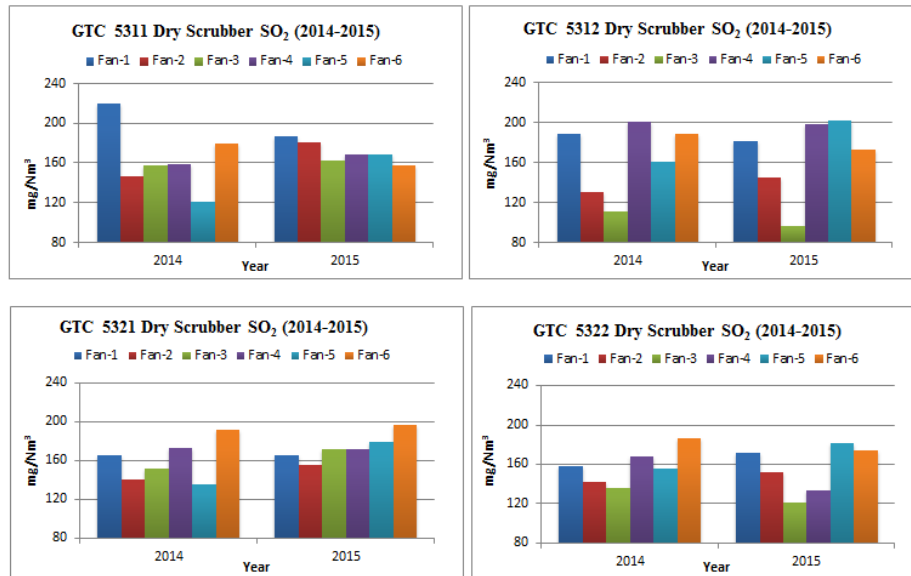 GTC 5311 Dry Scrubber SO₂ (2014-2015)
Fan-1 Fan-2 Fan-3 Fan-4 Fan-5 Fan-6
mg/Nm³
240
200
160
120
80
2014 2015
Year
GTC 5312 Dry Scrubber SO₂ (2014-2015)
Fan-1 Fan-2 Fan-3 Fan-4 Fan-5 Fan-6
mg/Nm³
240
200
160
120
80
2014 2015
Year
GTC 5321 Dry Scrubber SO₂ (2014-2015)
Fan-1 Fan-2 Fan-3 Fan-4 Fan-5 Fan-6
mg/Nm³
240
200
160
120
80
2014 2015
Year
GTC 5322 Dry Scrubber SO₂ (2014-2015)
Fan-1 Fan-2 Fan-3 Fan-4 Fan-5 Fan-6
mg/Nm³
240
200
160
120
80
2014 2015
Year